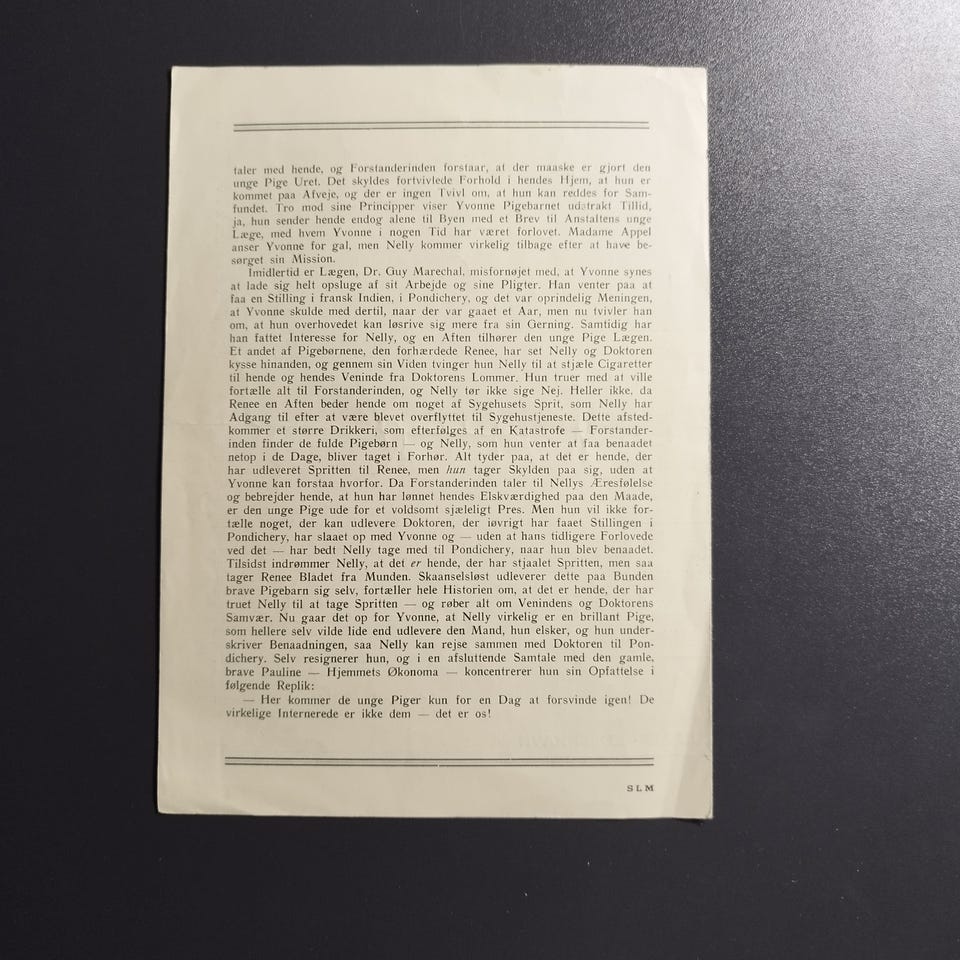 taler med hende, og Forstanderinden forstaar, at der maaske er gjort den
unge Pige Uret. Det skyldes fortvivlede Forhold i hendes Hjem, at hun er
kommet paa Afveje, og der er ingen Tvivl om, at hun kan reddes for Sam-
fundet. Tro mod sine Principper viser Yvonne Pigebarnet udstrakt Tillid,
ja, hun sender hende endog alene til Byen med et Brev til Anstaltens unge
Læge, med hvem Yvonne i nogen Tid har været forlovet. Madame Appel
anser Yvonne for gal, men Nelly kommer virkelig tilbage efter at have be-
sørget sin Mission.
Imidlertid er Lægen, Dr. Guy Marechal, misfornøjet med, at Yvonne synes
at lade sig helt opsluge af sit Arbejde og sine Pligter. Han venter paa at
faa en Stilling i fransk Indien, i Pondichery, og det var oprindelig Meningen,
at Yvonne skulde med dertil, naar der var gaaet et Aar, men nu tvivler han
om, at hun overhovedet kan løsrive sig mere fra sin Gerning. Samtidig har
han fattet Interesse for Nelly, og en Aften tilhører den unge Pige Lægen.
Et andet af Pigebørnene, den forhærdede Renee, har set Nelly og Doktoren
kysse hinanden, og gennem sin Viden tvinger hun Nelly til at stjæle Cigaretter
til hende og hendes Veninde fra Doktorens Lommer. Hun truer med at ville
fortælle alt til Forstanderinden, og Nelly tør ikke sige Nej. Heller ikke, da
Renee en Aften beder hende om noget af Sygehusets Sprit, som Nelly har
Adgang til efter at være blevet overflyttet til Sygehustjeneste. Dette afsted-
kommer et større Drikkeri, som efterfølges af en Katastrofe — Forstander-
inden finder de fulde Pigebørn — og Nelly, som hun venter at faa benaadet
netop i de Dage, bliver taget i Forhør. Alt tyder paa, at det er hende, der
har udleveret Spritten til Renee, men hun tager Skylden paa sig, uden at
Yvonne kan forstaa hvorfor. Da Forstanderinden taler til Nellys Æresfølelse
og bebrejder hende, at hun har lønnet hendes Elskværdighed paa den Maade,
er den unge Pige ude for et voldsomt sjæleligt Pres. Men hun vil ikke for-
tælle noget, der kan udlevere Doktoren, der iøvrigt har faaet Stillingen i
Pondichery, har slaaet op med Yvonne og — uden at hans tidligere Forlovede
ved det — har bedt Nelly tage med til Pondichery, naar hun blev benaadet.
Tilsidst indrømmer Nelly, at det er hende, der har stjaalet Spritten, men saa
tager Renee Bladet fra Munden. Skaanselsløst udleverer dette paa Bunden
brave Pigebarn sig selv, fortæller hele Historien om, at det er hende, der har
truet Nelly til at tage Spritten — og røber alt om Venindens og Doktorens
Samvær. Nu gaar det op for Yvonne, at Nelly virkelig er en brillant Pige,
som hellere selv vilde lide end udlevere den Mand, hun elsker, og hun under-
skriver Benaadningen, saa Nelly kan rejse sammen med Doktoren til Pon-
dichery. Selv resignerer hun, og i en afsluttende Samtale med den gamle,
brave Pauline — Hjemmets Økonoma — koncentrerer hun sin Opfattelse i
følgende Replik:
— Her kommer de unge Piger kun for en Dag at forsvinde igen! De
virkelige Internerede er ikke dem — det er os!
SLM